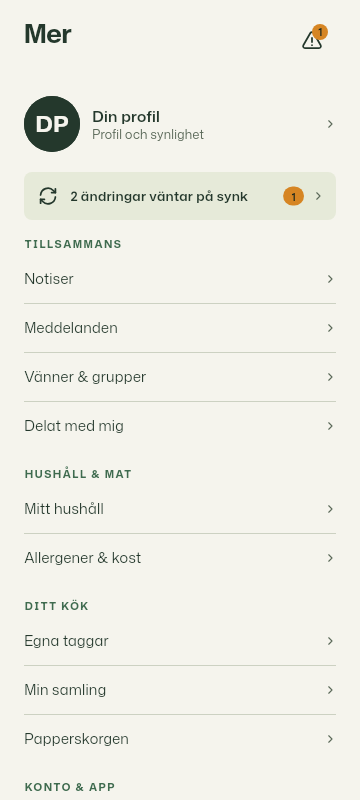 Mer
1
DP
Din profil
Profil och synlighet
2 ändringar väntar på synk
1
TILLSAMMANS
Notiser
Meddelanden
Vänner & grupper
Delat med mig
HUSHÅLL & MAT
Mitt hushåll
Allergener & kost
DITT KÖK
Egna taggar
Min samling
Papperskorgen
KONTO & APP